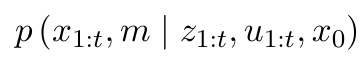 p (x_{1:t}, m | z_{1:t}, u_{1:t}, x_0)